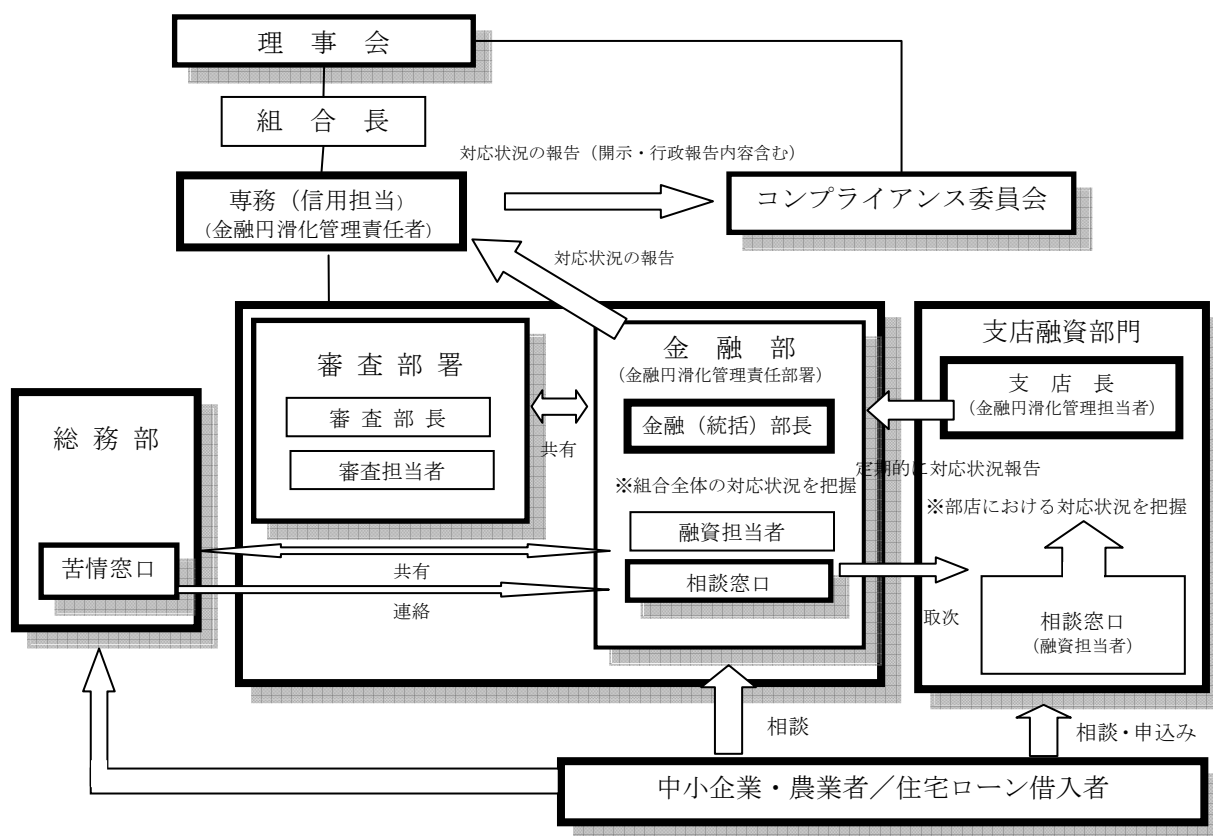 理 事 会
組 合 長
対応状況の報告（開示・行政報告内容含む）
専務（信用担当）
（金融円滑化管理責任者）
コンプライアンス委員会
対応状況の報告
審 査 部 署
審 査 部 長
審査担当者
共有
金 融 部
（金融円滑化管理責任部署）
金融（統括）部長
※組合全体の対応状況を把握
融資担当者
相談窓口
支店融資部門
支 店 長
（金融円滑化管理担当者）
定期的に対応状況報告
※部店における対応状況を把握
相談窓口
（融資担当者）
取次
総 務 部
苦情窓口
共有
連絡
相談
相談・申込み
中小企業・農業者／住宅ローン借入者